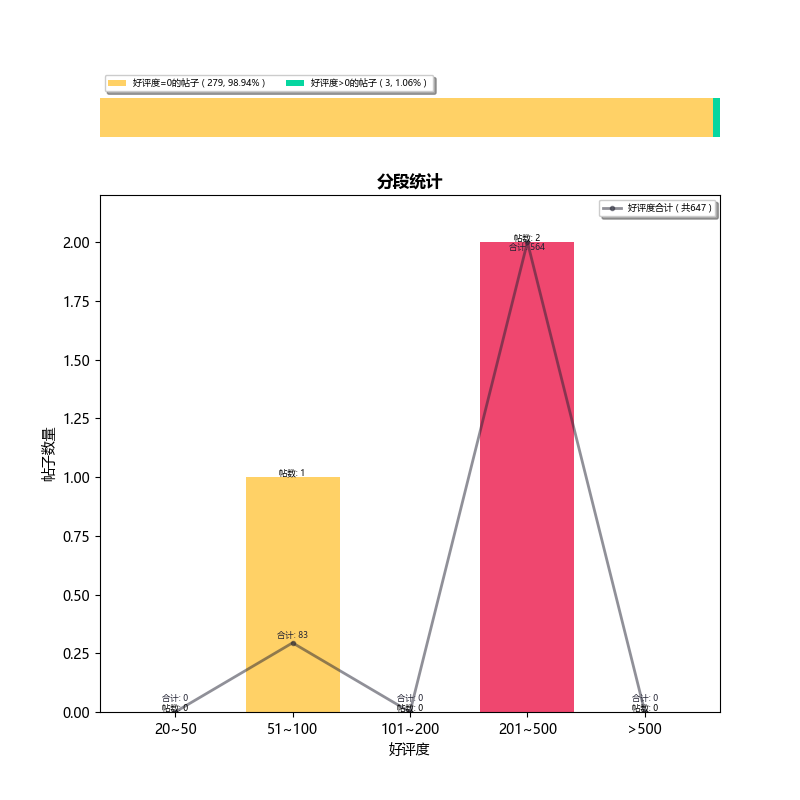 好评度=0的帖子 ( 279, 98.94% )
好评度>0的帖子 ( 3, 1.06% )
分段统计
好评度合计 ( 共647 )
帖子数量
2.00
1.75
1.50
1.25
1.00
0.75
0.50
0.25
0.00
帖数: 2
合计: 564
帖数: 1
合计: 83
合计: 0
帖数: 0
合计: 0
帖数: 0
合计: 0
帖数: 0
20~50
51~100
101~200
201~500
>500
好评度